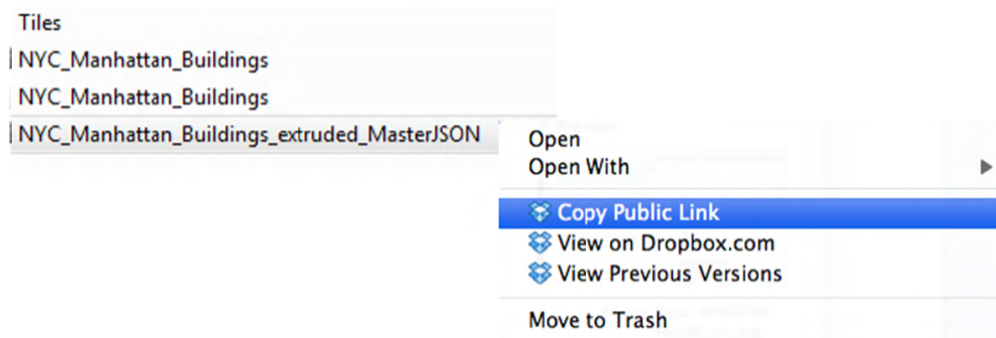 Tiles
NYC_Manhattan_Buildings
NYC_Manhattan_Buildings
NYC_Manhattan_Buildings_extruded_MasterJSON
Open
Open With
Copy Public Link
View on Dropbox.com
View Previous Versions
Move to Trash